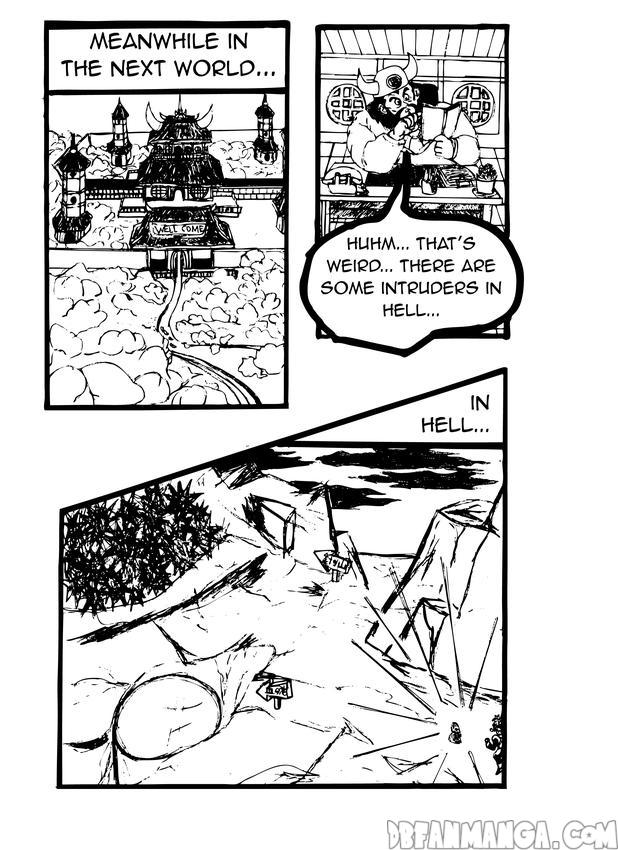 MEANWHILE IN
THE NEXT WORLD...
WELL COME
HUHM... THAT'S
WEIRD... THERE ARE
SOME INTRUDERS IN
HELL...
IN
HELL...
DBFANMANGA.COM